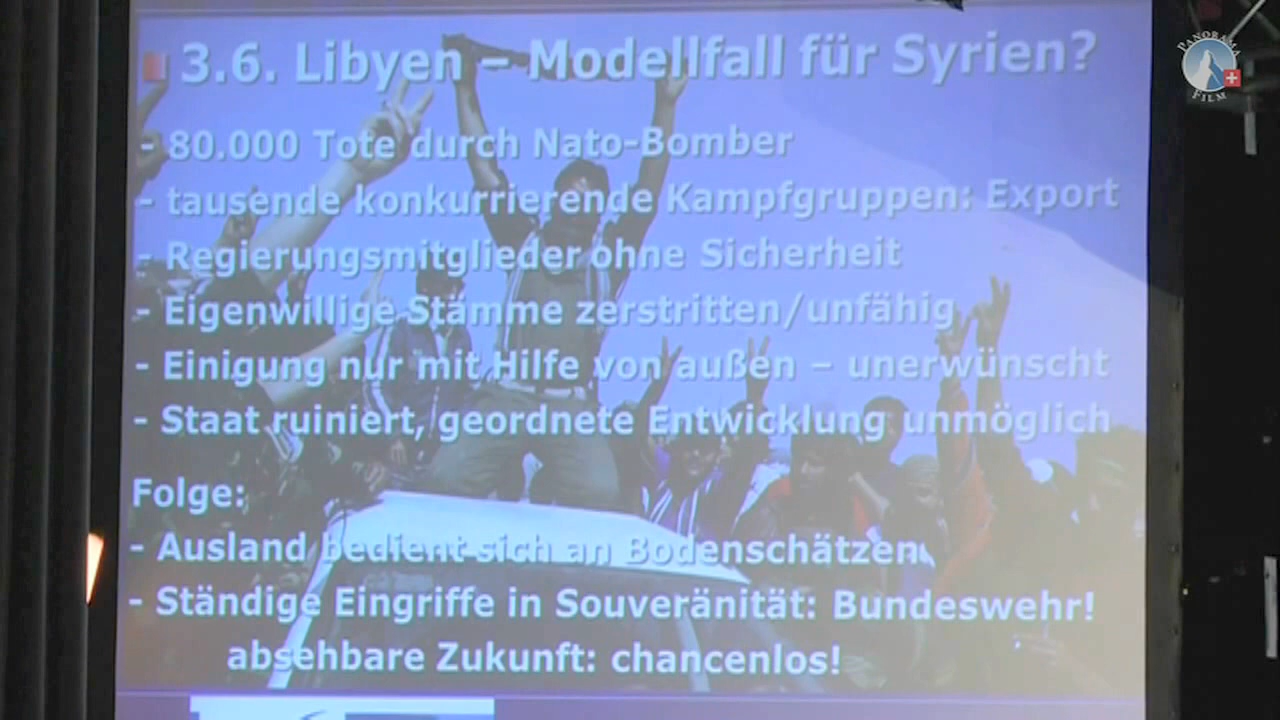 3.6. Libyen – Modellfall für Syrien?
- 80.000 Tote durch Nato-Bomber
- tausende konkurrierende Kampfgruppen: Export
- Regierungsmitglieder ohne Sicherheit
- Eigenwillige Stämme zerstritten/unfähig
- Einigung nur mit Hilfe von außen – unerwünscht
- Staat ruiniert, geordnete Entwicklung unmöglich
Folge:
- Ausland bedient sich an Bodenschätzen
- Ständige Eingriffe in Souveränität: Bundeswehr!
absehbare Zukunft: chancenlos!
PANORAMA
FILM